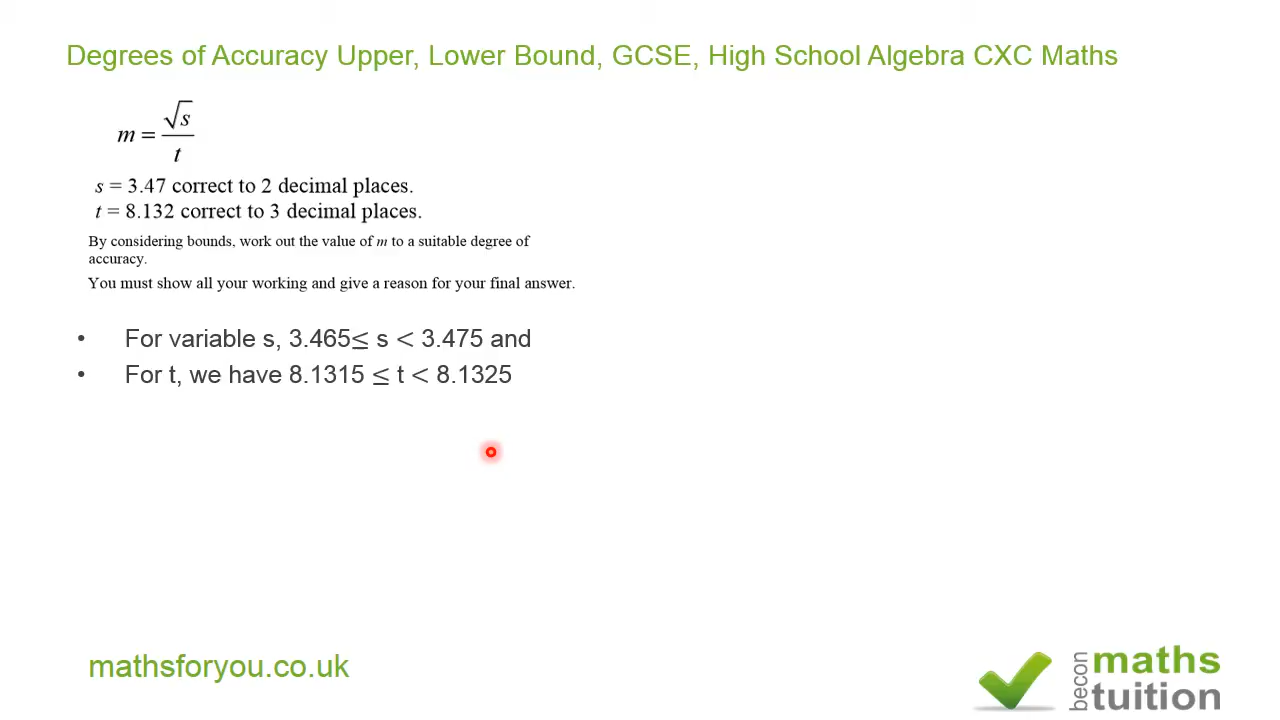 Degrees of Accuracy Upper, Lower Bound, GCSE, High School Algebra CXC Maths
m = √s / t
s = 3.47 correct to 2 decimal places.
t = 8.132 correct to 3 decimal places.
By considering bounds, work out the value of m to a suitable degree of
accuracy.
You must show all your working and give a reason for your final answer.
• For variable s, 3.465≤ s < 3.475 and
• For t, we have 8.1315 ≤ t < 8.1325
mathsforyou.co.uk
becon
maths
tuition